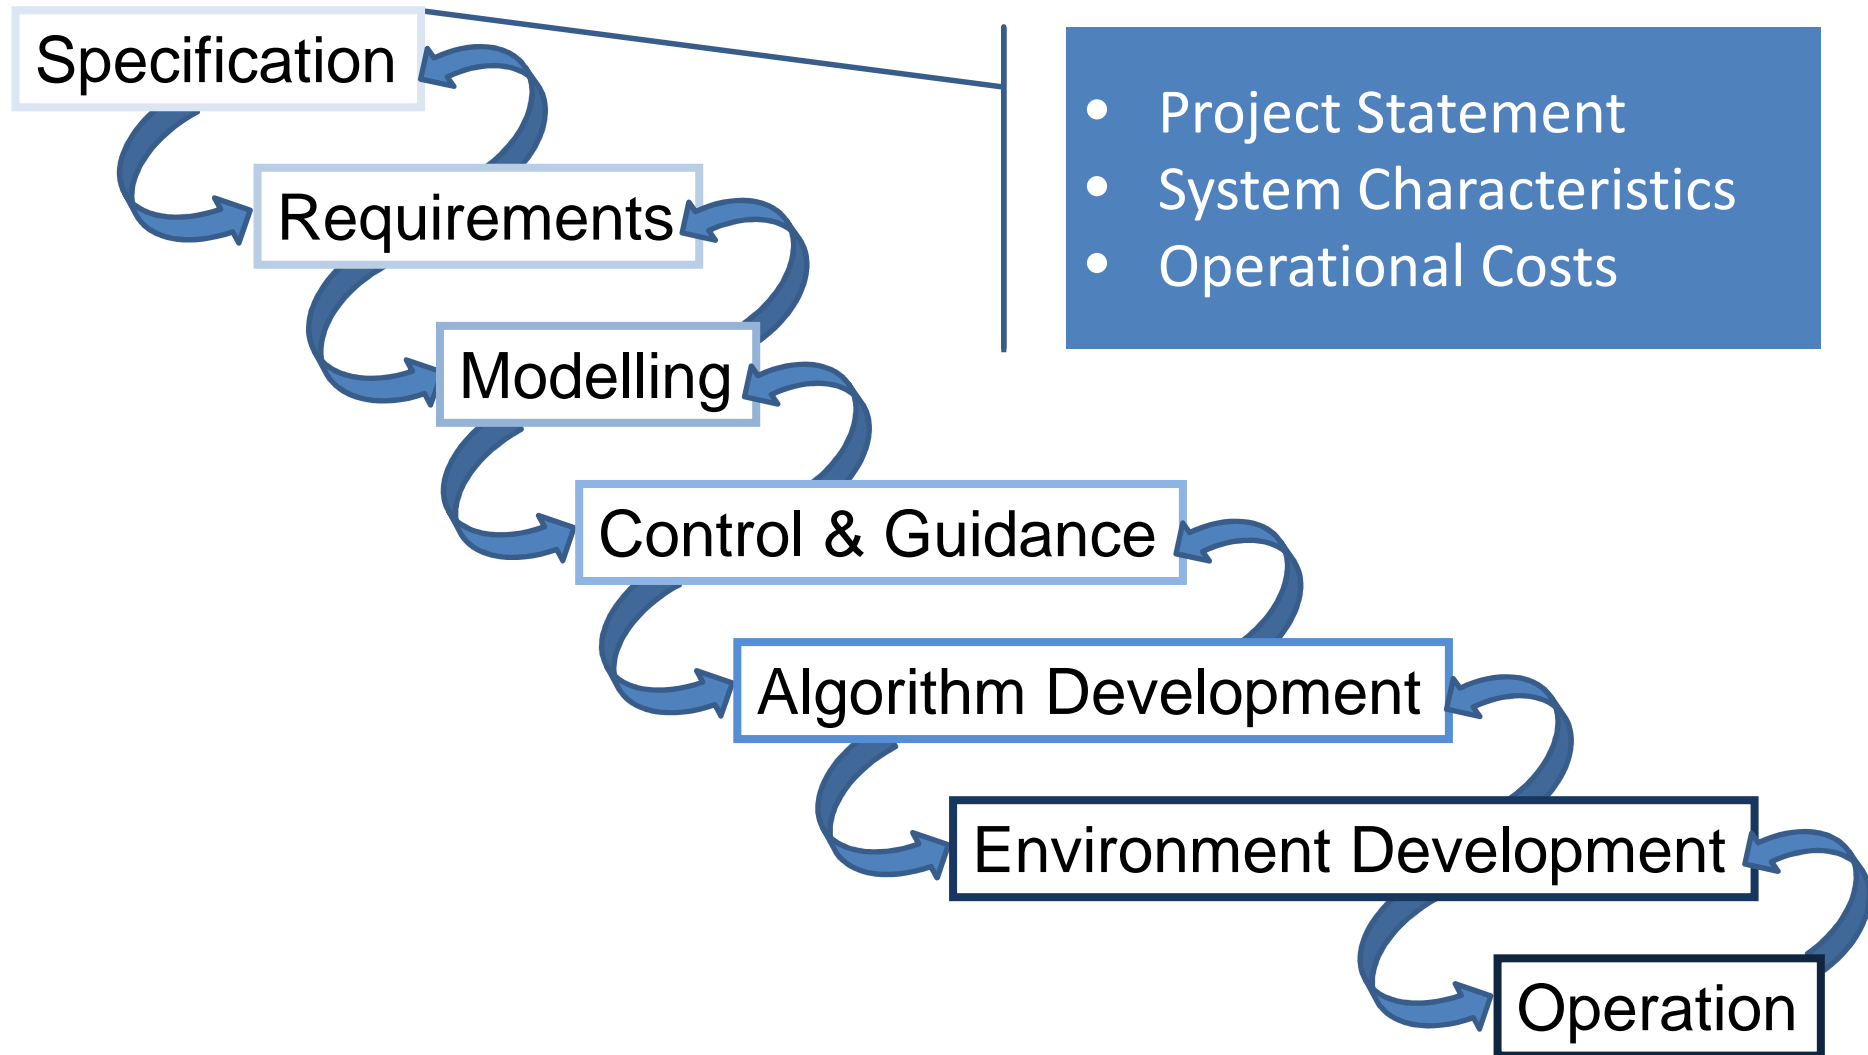 Specification
• Project Statement
• System Characteristics
• Operational Costs
Requirements
Modelling
Control & Guidance
Algorithm Development
Environment Development
Operation